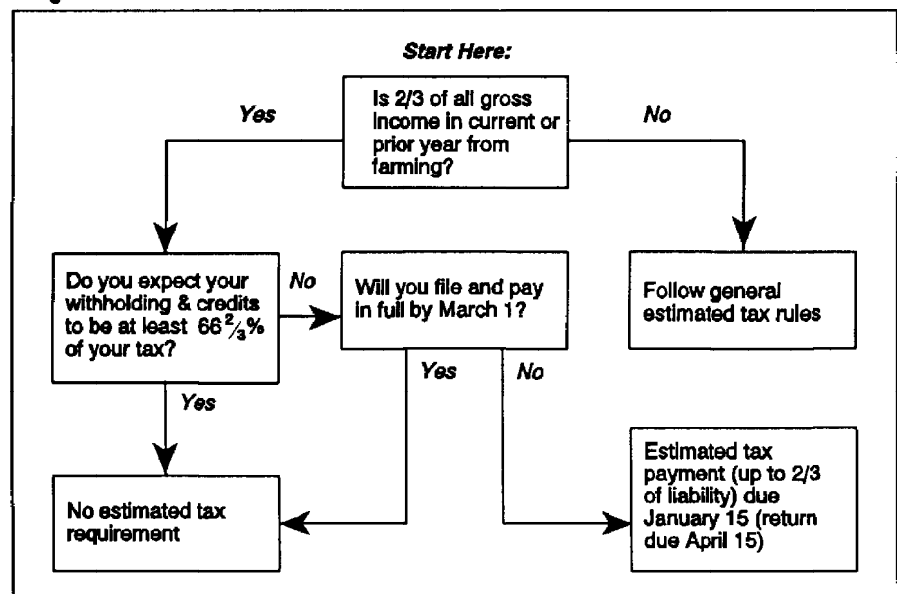 Start Here:
Is 2/3 of all gross
income in current or
prior year from
farming?
Yes
No
Do you expect your
withholding & credits
to be at least 66 2/3%
of your tax?
No
Will you file and pay
in full by March 1?
Follow general
estimated tax rules
Yes
Yes
No
No estimated tax
requirement
Estimated tax
payment (up to 2/3
of liability) due
January 15 (return
due April 15)